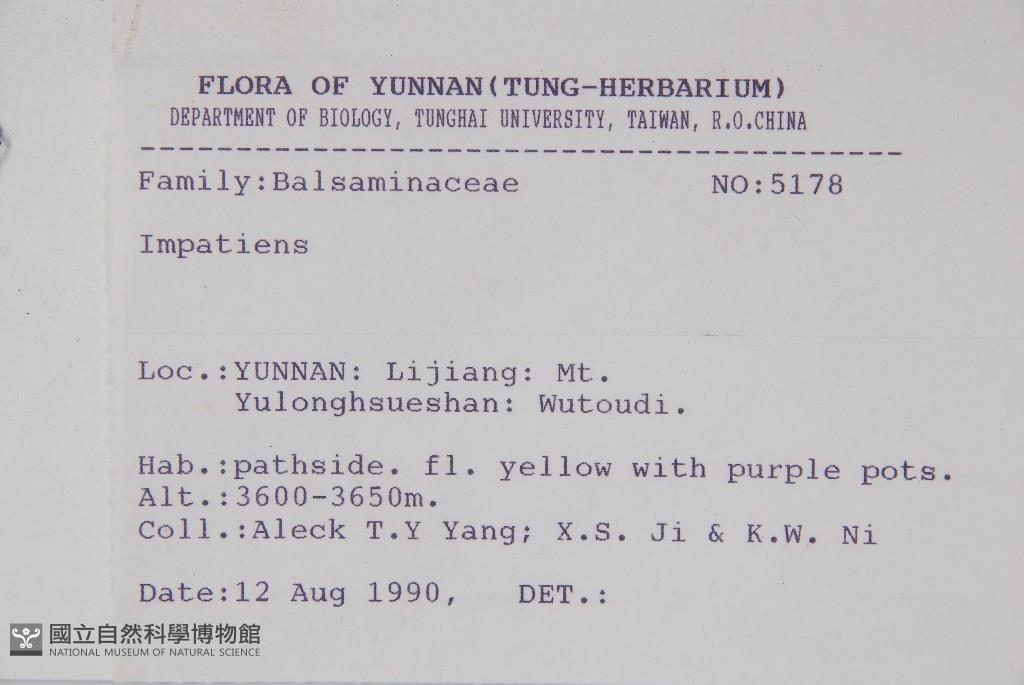 FLORA OF YUNNAN(TUNG-HERBARIUM)
DEPARTMENT OF BIOLOGY, TUNGHAI UNIVERSITY, TAIWAN, R.O.CHINA
Family:Balsaminaceae NO:5178
Impatiens
Loc.:YUNNAN: Lijiang: Mt.
Yulonghsueshan: Wutoudi.
Hab.:pathside. fl. yellow with purple pots.
Alt.:3600-3650m.
Coll.:Aleck T.Y Yang; X.S. Ji & K.W. Ni
Date:12 Aug 1990, DET.:
國立自然科學博物館
NATIONAL MUSEUM OF NATURAL SCIENCE